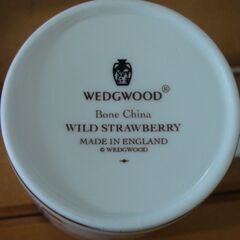 WEDGWOOD®
Bone China
WILD STRAWBERRY
MADE IN ENGLAND
© WEDGWOOD